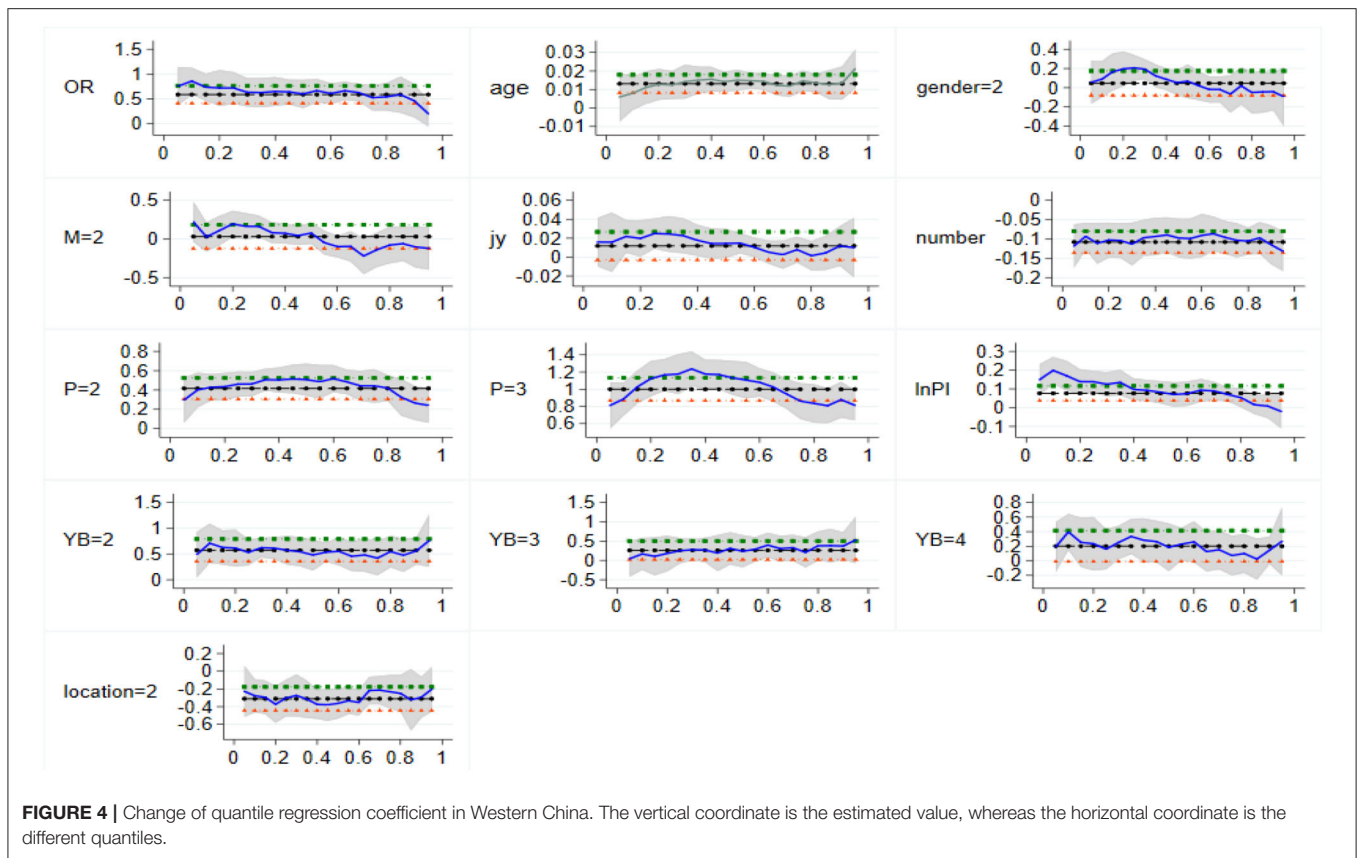 OR
1.5
1
0.5
0
0 0.2 0.4 0.6 0.8 1
age
0.03
0.02
0.01
0
-0.01
0 0.2 0.4 0.6 0.8 1
gender=2
0.4
0.2
0
-0.2
-0.4
0 0.2 0.4 0.6 0.8 1
M=2
0.5
0
-0.5
0 0.2 0.4 0.6 0.8 1
jy
0.06
0.04
0.02
0
-0.02
0 0.2 0.4 0.6 0.8 1
number
0
-0.05
-0.1
-0.15
-0.2
0 0.2 0.4 0.6 0.8 1
P=2
0.8
0.6
0.4
0.2
0
0 0.2 0.4 0.6 0.8 1
P=3
1.4
1.2
1
0.8
0.6
0 0.2 0.4 0.6 0.8 1
lnPI
0.3
0.2
0.1
0
-0.1
0 0.2 0.4 0.6 0.8 1
YB=2
1.5
1
0.5
0
0 0.2 0.4 0.6 0.8 1
YB=3
1.5
1
0.5
0
-0.5
0 0.2 0.4 0.6 0.8 1
YB=4
0.8
0.6
0.4
0.2
0
-0.2
0 0.2 0.4 0.6 0.8 1
location=2
0.2
0
-0.2
-0.4
-0.6
0 0.2 0.4 0.6 0.8 1
FIGURE 4 | Change of quantile regression coefficient in Western China. The vertical coordinate is the estimated value, whereas the horizontal coordinate is the
different quantiles.